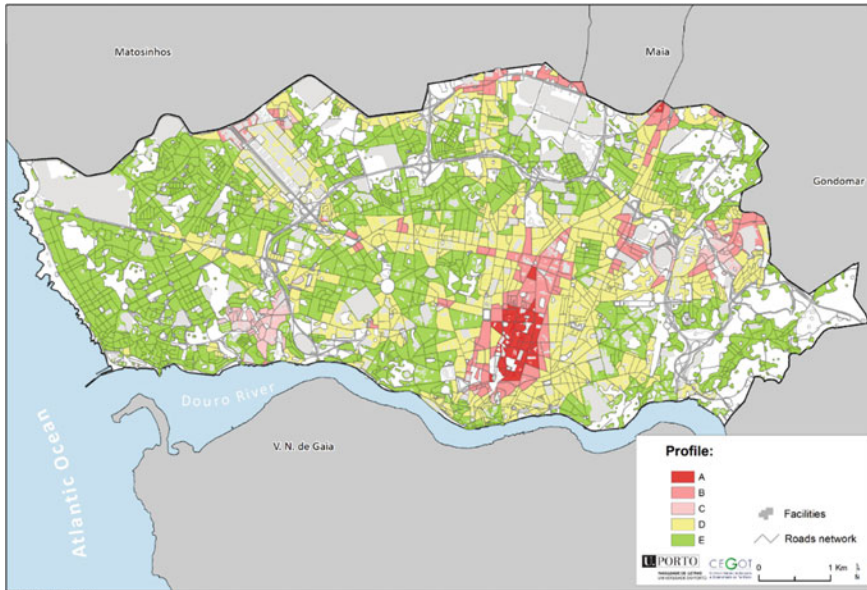 Matosinhos
Maia
Gondomar
Douro River
V. N. de Gaia
Atlantic Ocean
Profile:
A
B
C
D
E
Facilities
Roads network
U.PORTO
CEGOT
0 1 Km
N